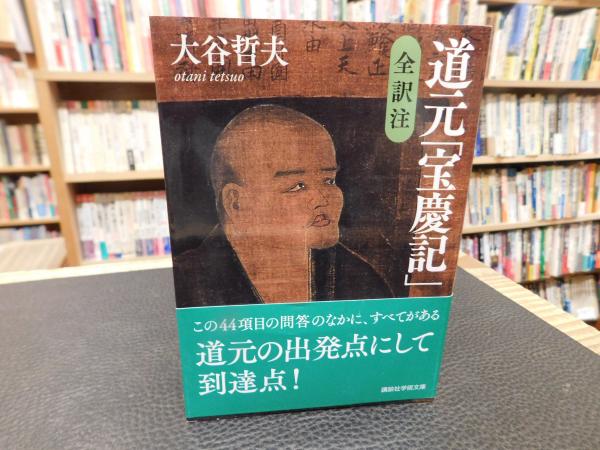 道元「宝慶記」
全訳注
大谷哲夫
otani tetsuo
この44項目の問答のなかに、すべてがある
道元の出発点にして
到達点!
講談社学術文庫